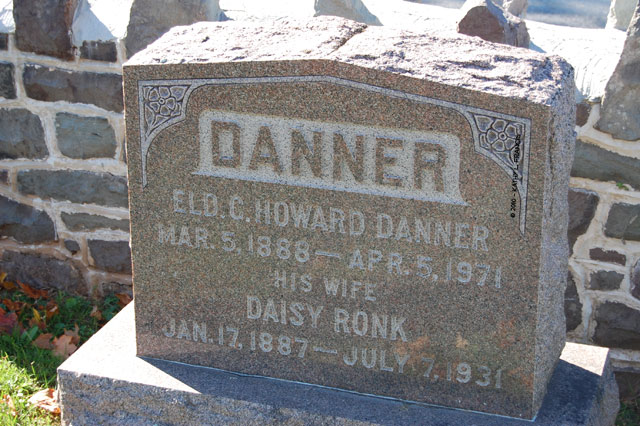 DANNER
ELD. C. HOWARD DANNER
MAR. 5, 1888 — APR. 5, 1971
HIS WIFE
DAISY RONK
JAN. 17, 1887 — JULY 7, 1931